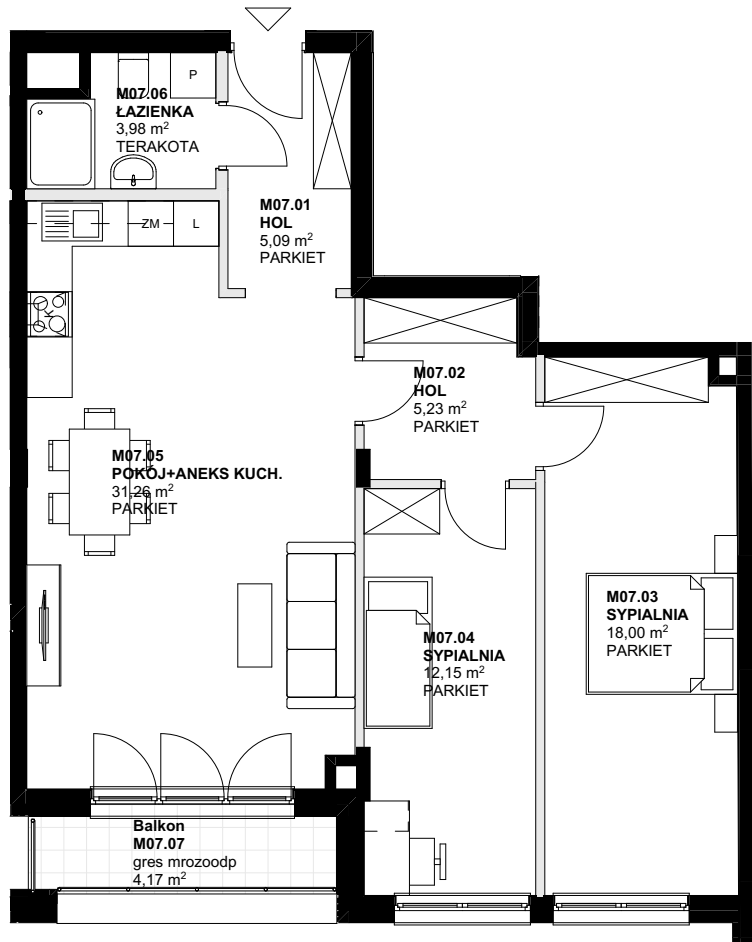 P
M07.06
ŁAZIENKA
3,98 m²
TERAKOTA
M07.01
HOL
5,09 m²
PARKIET
ZM
L
K
M07.02
HOL
5,23 m²
PARKIET
M07.05
POKÓJ+ANEKS KUCH.
31,26 m²
PARKIET
M07.03
SYPIALNIA
18,00 m²
PARKIET
M07.04
SYPIALNIA
12,15 m²
PARKIET
Balkon
M07.07
gres mrozoodp
4,17 m²